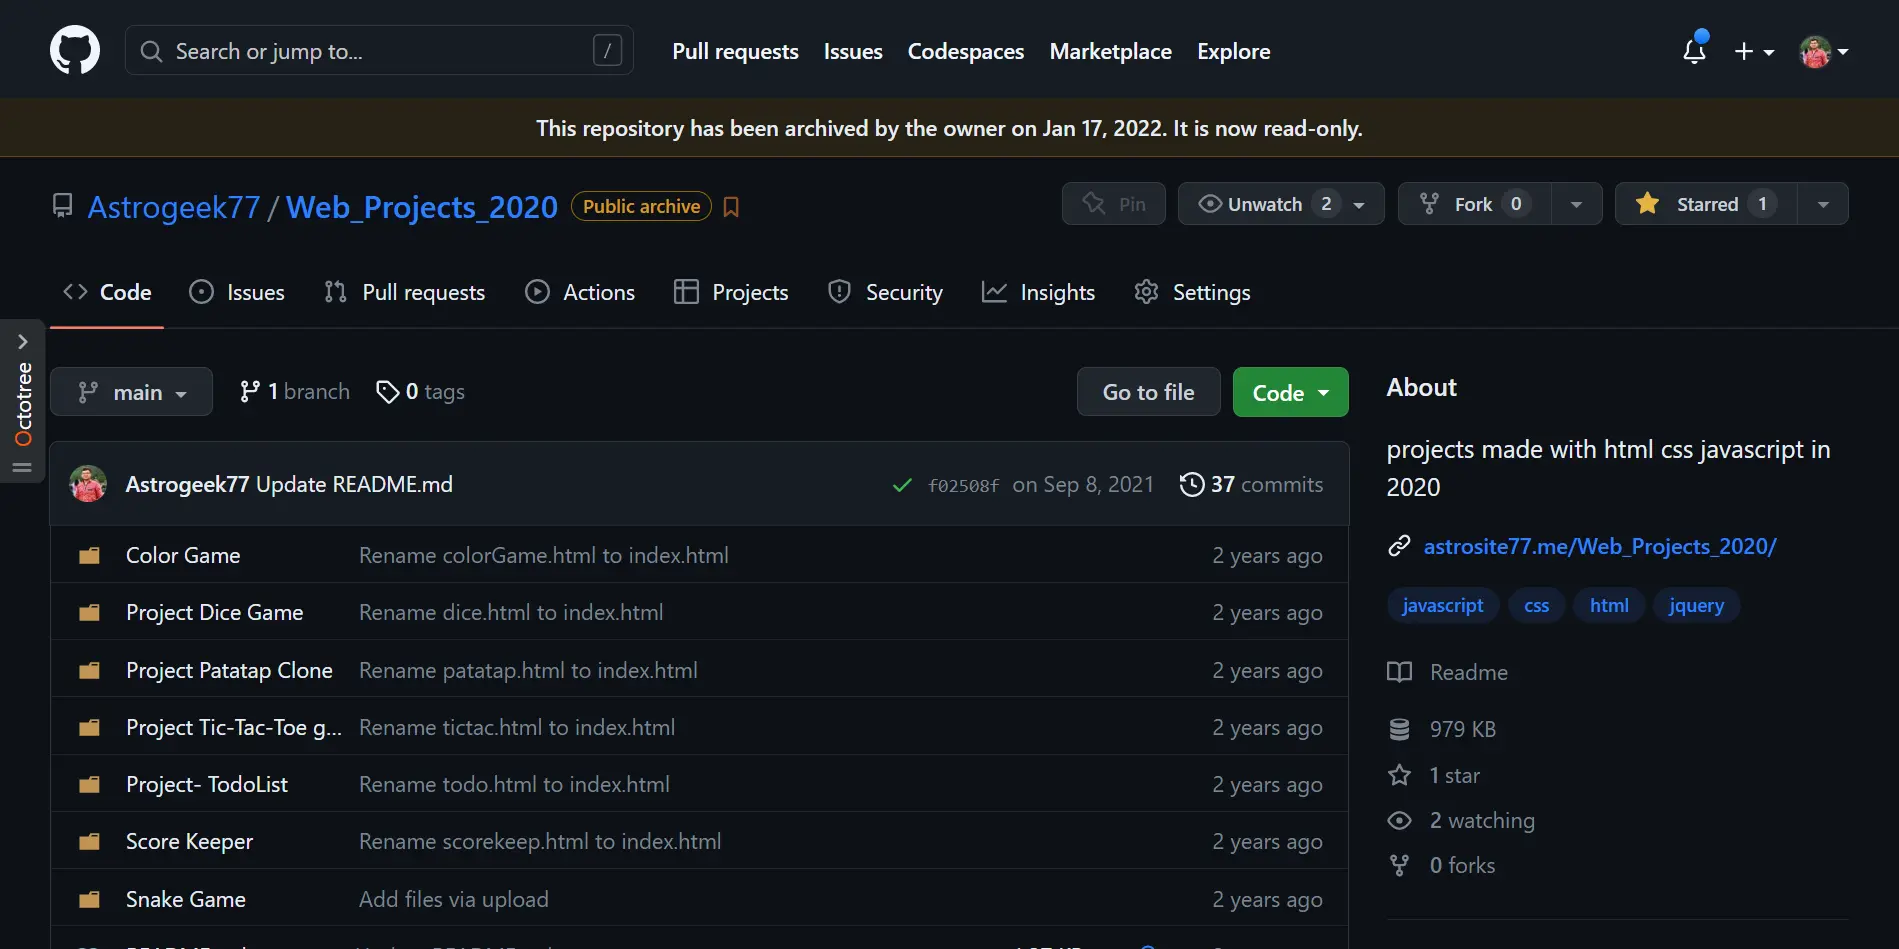 Search or jump to... /
Pull requests Issues Codespaces Marketplace Explore
This repository has been archived by the owner on Jan 17, 2022. It is now read-only.
Astrogeek77 / Web_Projects_2020 Public archive
Pin Unwatch 2 Fork 0 Starred 1
Code Issues Pull requests Actions Projects Security Insights Settings
Octotree
main 1 branch 0 tags Go to file Code
Astrogeek77 Update README.md f02508f on Sep 8, 2021 37 commits
Color Game Rename colorGame.html to index.html 2 years ago
Project Dice Game Rename dice.html to index.html 2 years ago
Project Patatap Clone Rename patatap.html to index.html 2 years ago
Project Tic-Tac-Toe g... Rename tictac.html to index.html 2 years ago
Project- TodoList Rename todo.html to index.html 2 years ago
Score Keeper Rename scorekeep.html to index.html 2 years ago
Snake Game Add files via upload 2 years ago
About
projects made with html css javascript in
2020
astrosite77.me/Web_Projects_2020/
javascript css html jquery
Readme
979 KB
1 star
2 watching
0 forks